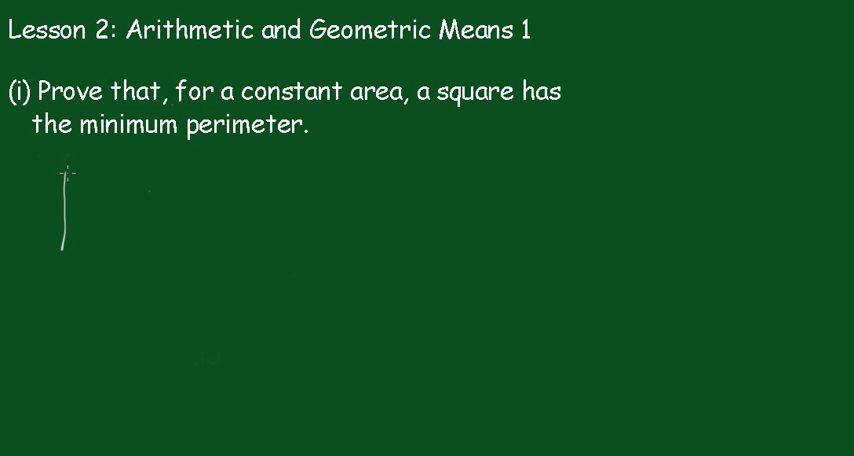 Lesson 2: Arithmetic and Geometric Means 1
(i) Prove that, for a constant area, a square has
the minimum perimeter.